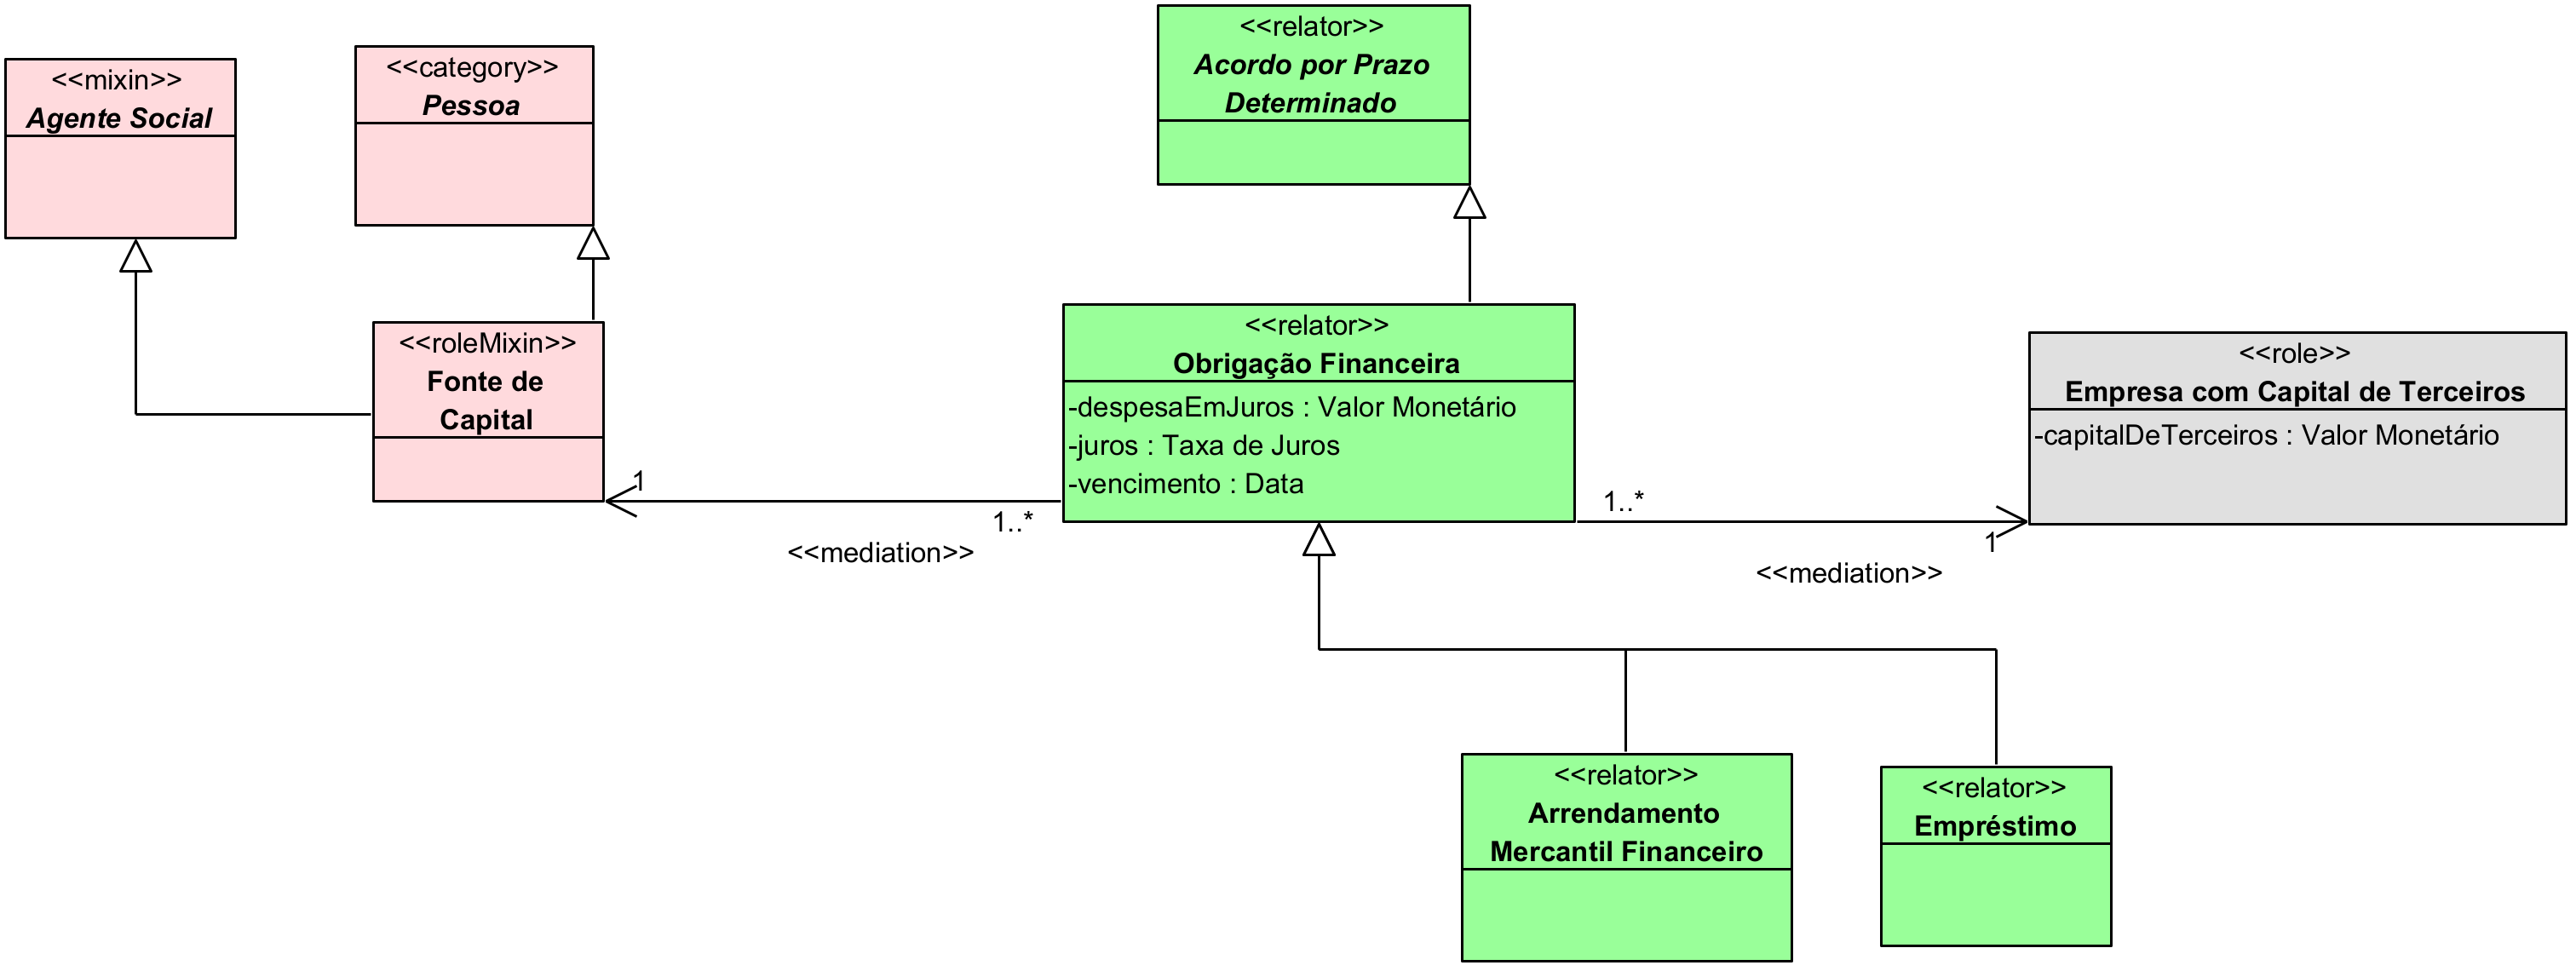 <<mixin>>
Agente Social
<<category>>
Pessoa
<<relator>>
Acordo por Prazo
Determinado
<<roleMixin>>
Fonte de
Capital
<<relator>>
Obrigação Financeira
-despesaEmJuros : Valor Monetário
-juros : Taxa de Juros
-vencimento : Data
<<role>>
Empresa com Capital de Terceiros
-capitalDeTerceiros : Valor Monetário
1
1..*
<<mediation>>
1..*
1
<<mediation>>
<<relator>>
Arrendamento
Mercantil Financeiro
<<relator>>
Empréstimo